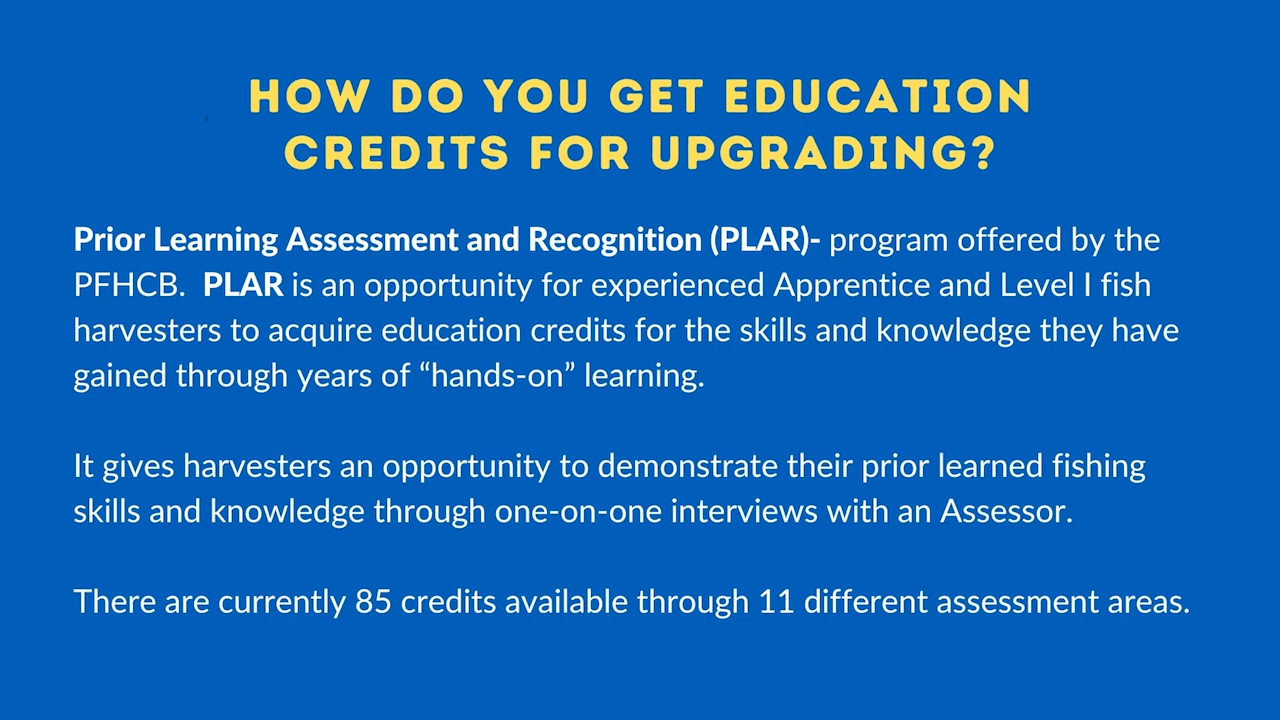 HOW DO YOU GET EDUCATION
CREDITS FOR UPGRADING?
Prior Learning Assessment and Recognition (PLAR)- program offered by the
PFHCB.  PLAR is an opportunity for experienced Apprentice and Level I fish
harvesters to acquire education credits for the skills and knowledge they have
gained through years of “hands-on” learning.
It gives harvesters an opportunity to demonstrate their prior learned fishing
skills and knowledge through one-on-one interviews with an Assessor.
There are currently 85 credits available through 11 different assessment areas.